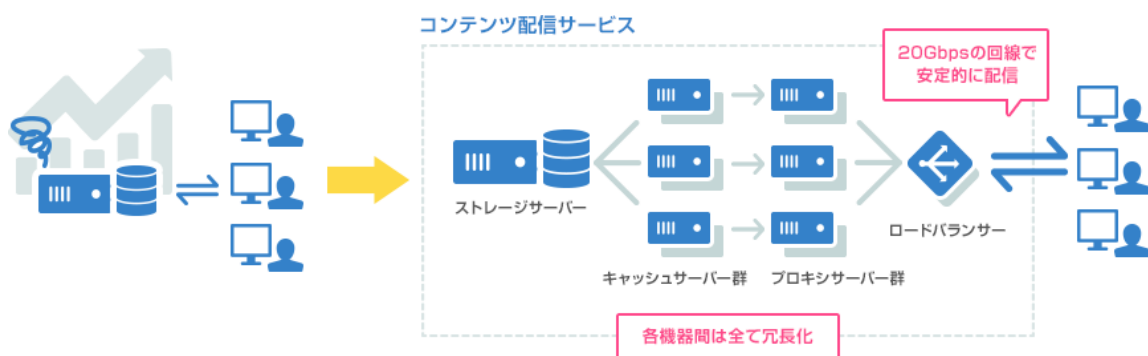 コンテンツ配信サービス
20Gbpsの回線で
安定的に配信
ストレージサーバー
ロードバランサー
キャッシュサーバー群
プロキシサーバー群
各機器間は全て冗長化